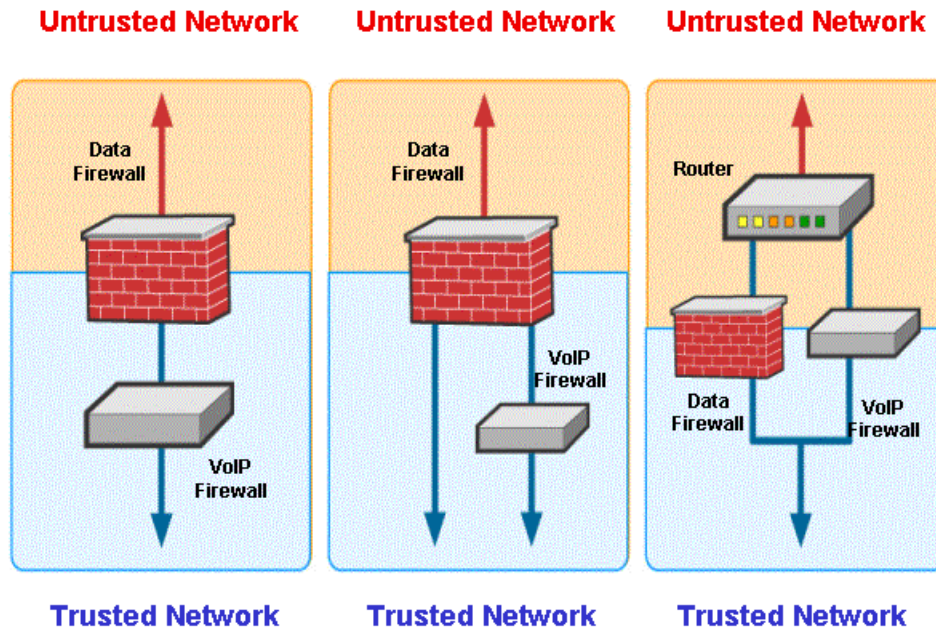 Untrusted Network
Untrusted Network
Untrusted Network
Data
Firewall
VoIP
Firewall
Data
Firewall
VoIP
Firewall
Router
Data
Firewall
VoIP
Firewall
Trusted Network
Trusted Network
Trusted Network